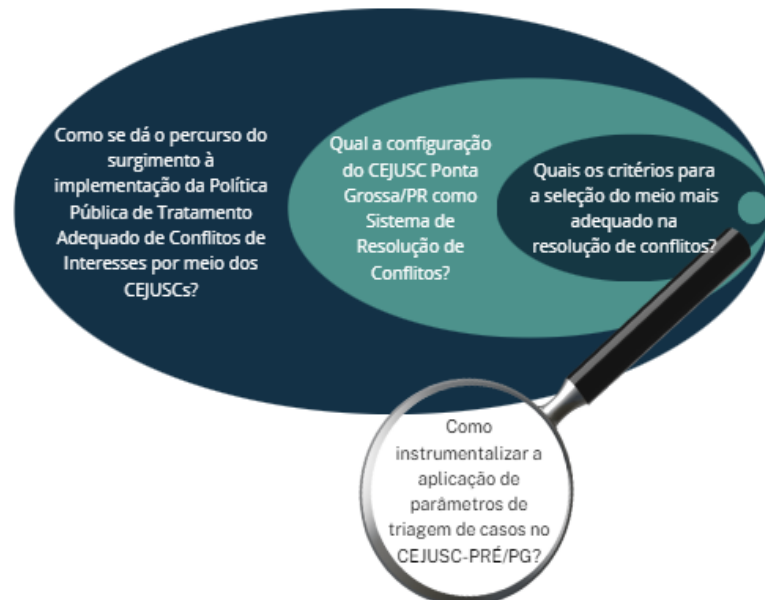 Como se dá o percurso do
surgimento à
implementação da Política
Pública de Tratamento
Adequado de Conflitos de
Interesses por meio dos
CEJUSCs?
Qual a configuração
do CEJUSC Ponta
Grossa/PR como
Sistema de
Resolução de
Conflitos?
Quais os critérios para
a seleção do meio mais
adequado na
resolução de conflitos?
Como
instrumentalizar a
aplicação de
parâmetros de
triagem de casos no
CEJUSC-PRÉ/PG?